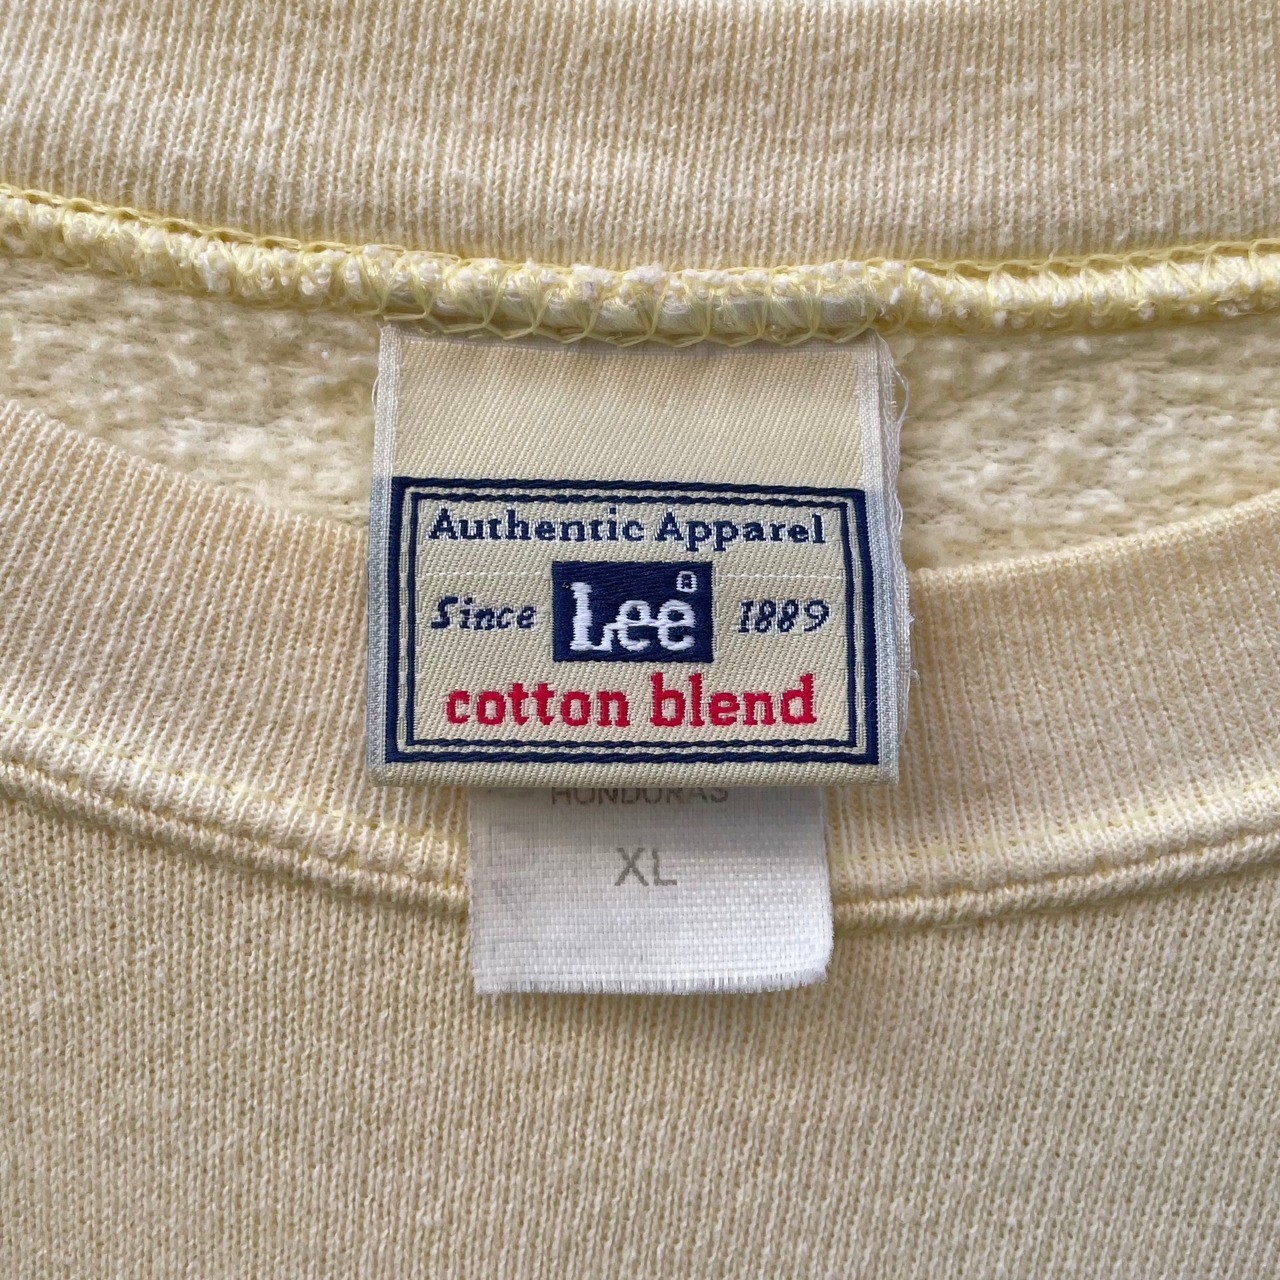 Authentic Apparel
Since Lee® 1889
cotton blend
HONDURAS
XL